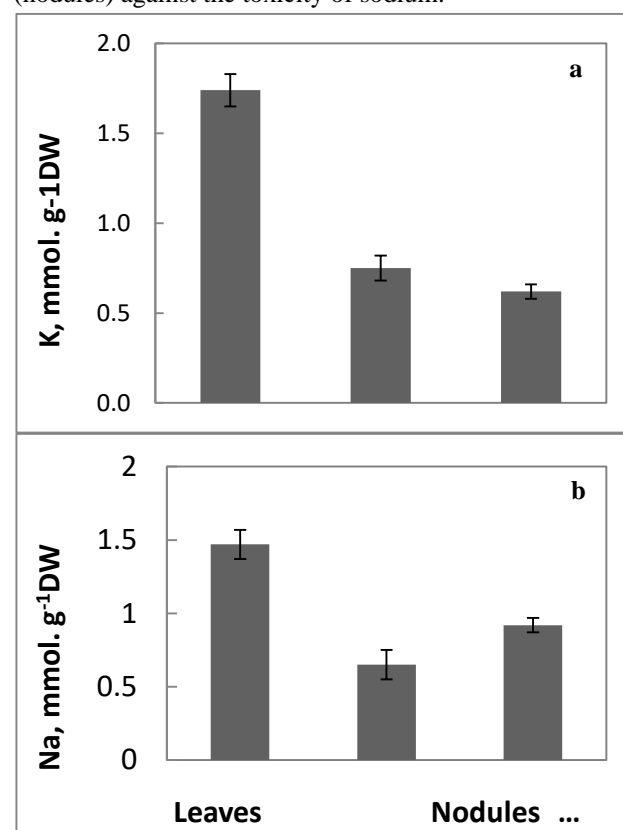 (nodules) against the toxicity of sodium.
a
2.0
1.5
1.0
0.5
0.0
K, mmol. g-1DW
b
2
1.5
1
0.5
0
Na, mmol. g-1DW
Leaves Nodules ...